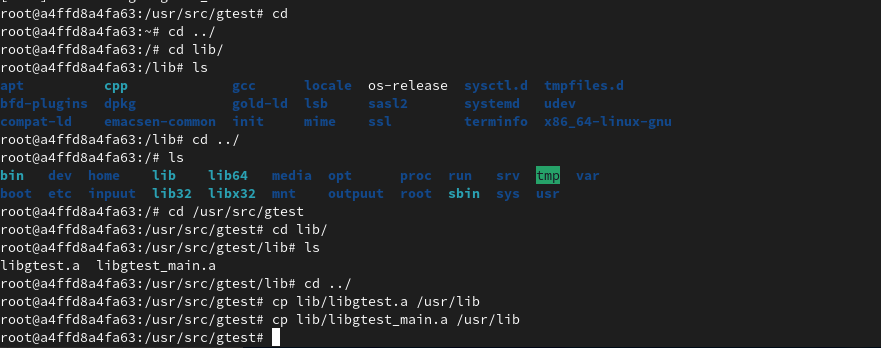 root@a4ffd8a4fa63:/usr/src/gtest# cd
root@a4ffd8a4fa63:~# cd ../
root@a4ffd8a4fa63:/# cd lib/
root@a4ffd8a4fa63:/lib# ls
apt cpp gcc locale os-release sysctl.d tmpfiles.d
bfd-plugins dpkg gold-ld lsb sasl2 systemd udev
compat-ld emacsen-common init mime ssl terminfo x86_64-linux-gnu
root@a4ffd8a4fa63:/lib# cd ../
root@a4ffd8a4fa63:/# ls
bin dev home lib lib64 media opt proc run srv tmp var
boot etc inpuut lib32 libx32 mnt outpuut root sbin sys usr
root@a4ffd8a4fa63:/# cd /usr/src/gtest
root@a4ffd8a4fa63:/usr/src/gtest# cd lib/
root@a4ffd8a4fa63:/usr/src/gtest/lib# ls
libgtest.a libgtest_main.a
root@a4ffd8a4fa63:/usr/src/gtest/lib# cd ../
root@a4ffd8a4fa63:/usr/src/gtest# cp lib/libgtest.a /usr/lib
root@a4ffd8a4fa63:/usr/src/gtest# cp lib/libgtest_main.a /usr/lib
root@a4ffd8a4fa63:/usr/src/gtest#